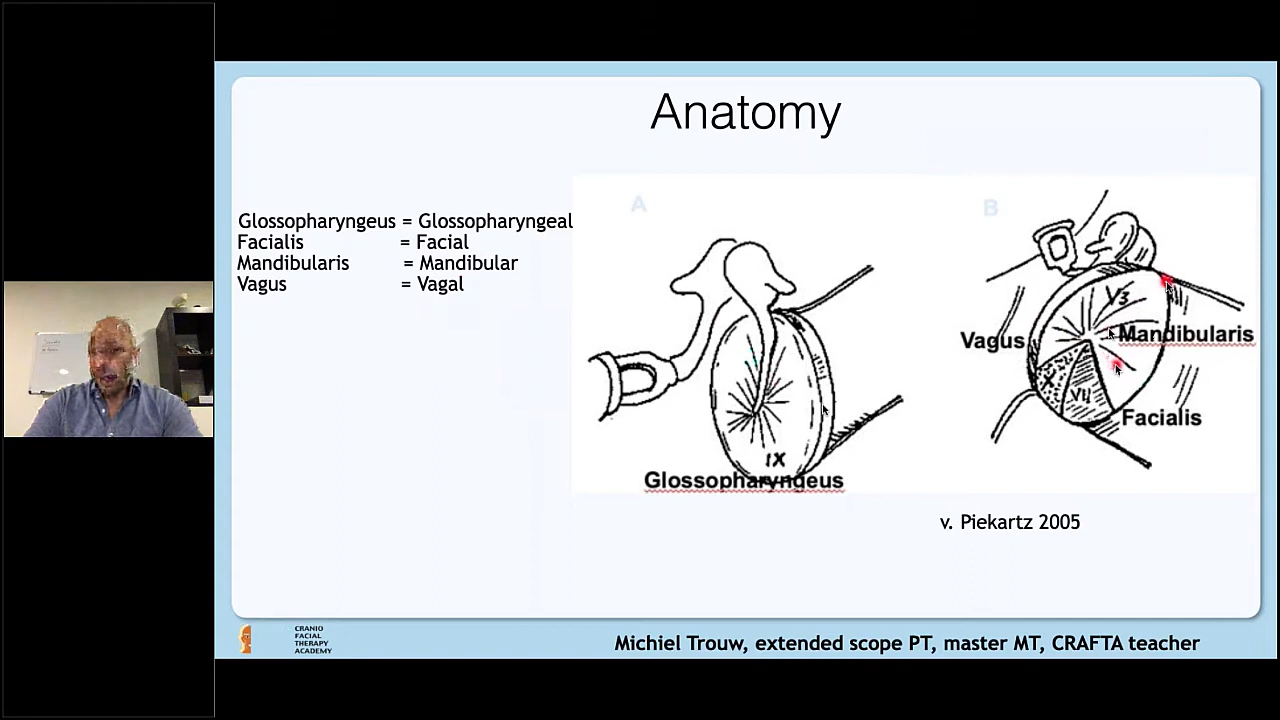 Anatomy
Glossopharyngeus = Glossopharyngeal
Facialis = Facial
Mandibularis = Mandibular
Vagus = Vagal
A
IX
Glossopharyngeus
B
V3
Vagus
Mandibularis
X
VII
Facialis
v. Piekartz 2005
CRANIO
FACIAL
THERAPY
ACADEMY
Michiel Trouw, extended scope PT, master MT, CRAFTA teacher